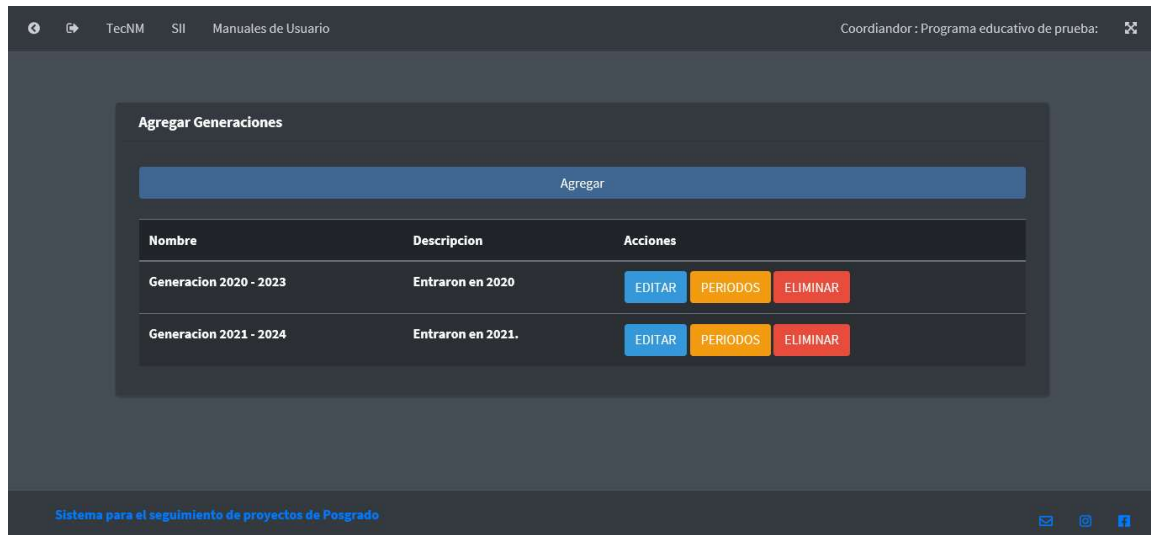 TecNM SII Manuales de Usuario Coordiandor : Programa educativo de prueba:
Agregar Generaciones
Agregar
Nombre Descripcion Acciones
Generacion 2020 - 2023 Entraron en 2020 EDITAR PERIODOS ELIMINAR
Generacion 2021 - 2024 Entraron en 2021. EDITAR PERIODOS ELIMINAR
Sistema para el seguimiento de proyectos de Posgrado